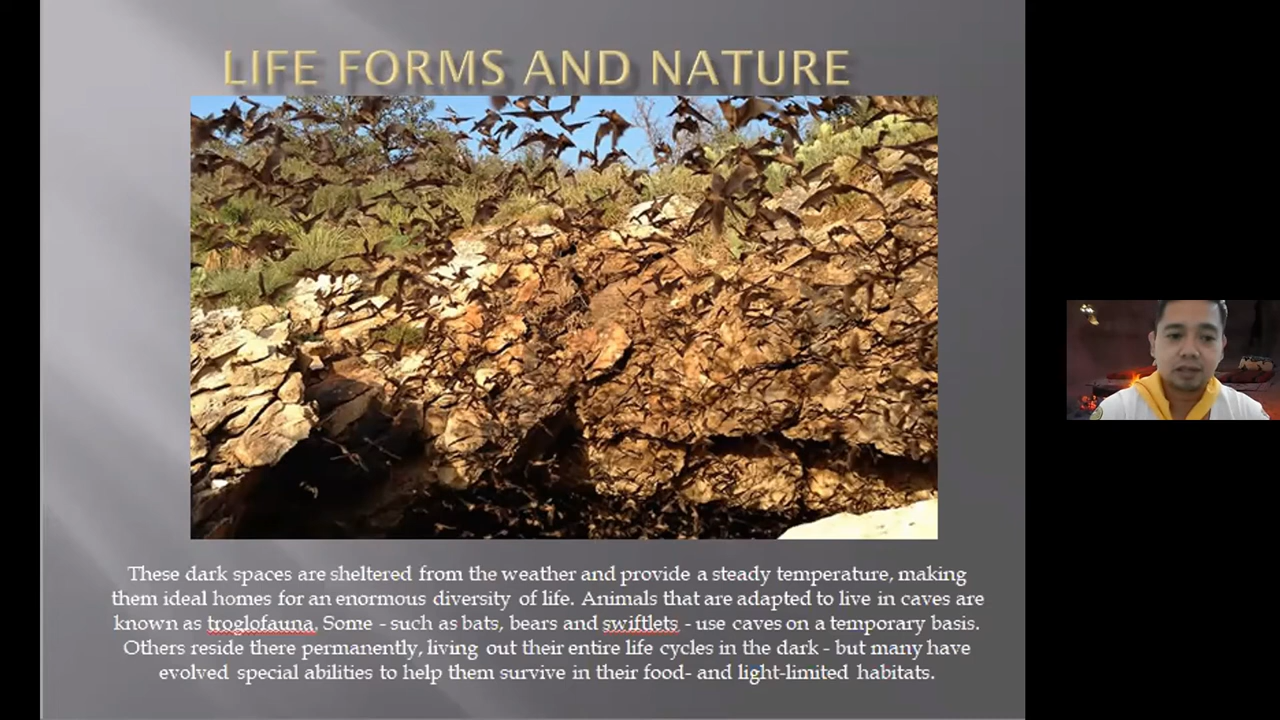 LIFE FORMS AND NATURE
These dark spaces are sheltered from the weather and provide a steady temperature, making
them ideal homes for an enormous diversity of life. Animals that are adapted to live in caves are
known as troglofauna. Some - such as bats, bears and swiftlets - use caves on a temporary basis.
Others reside there permanently, living out their entire life cycles in the dark - but many have
evolved special abilities to help them survive in their food- and light-limited habitats.